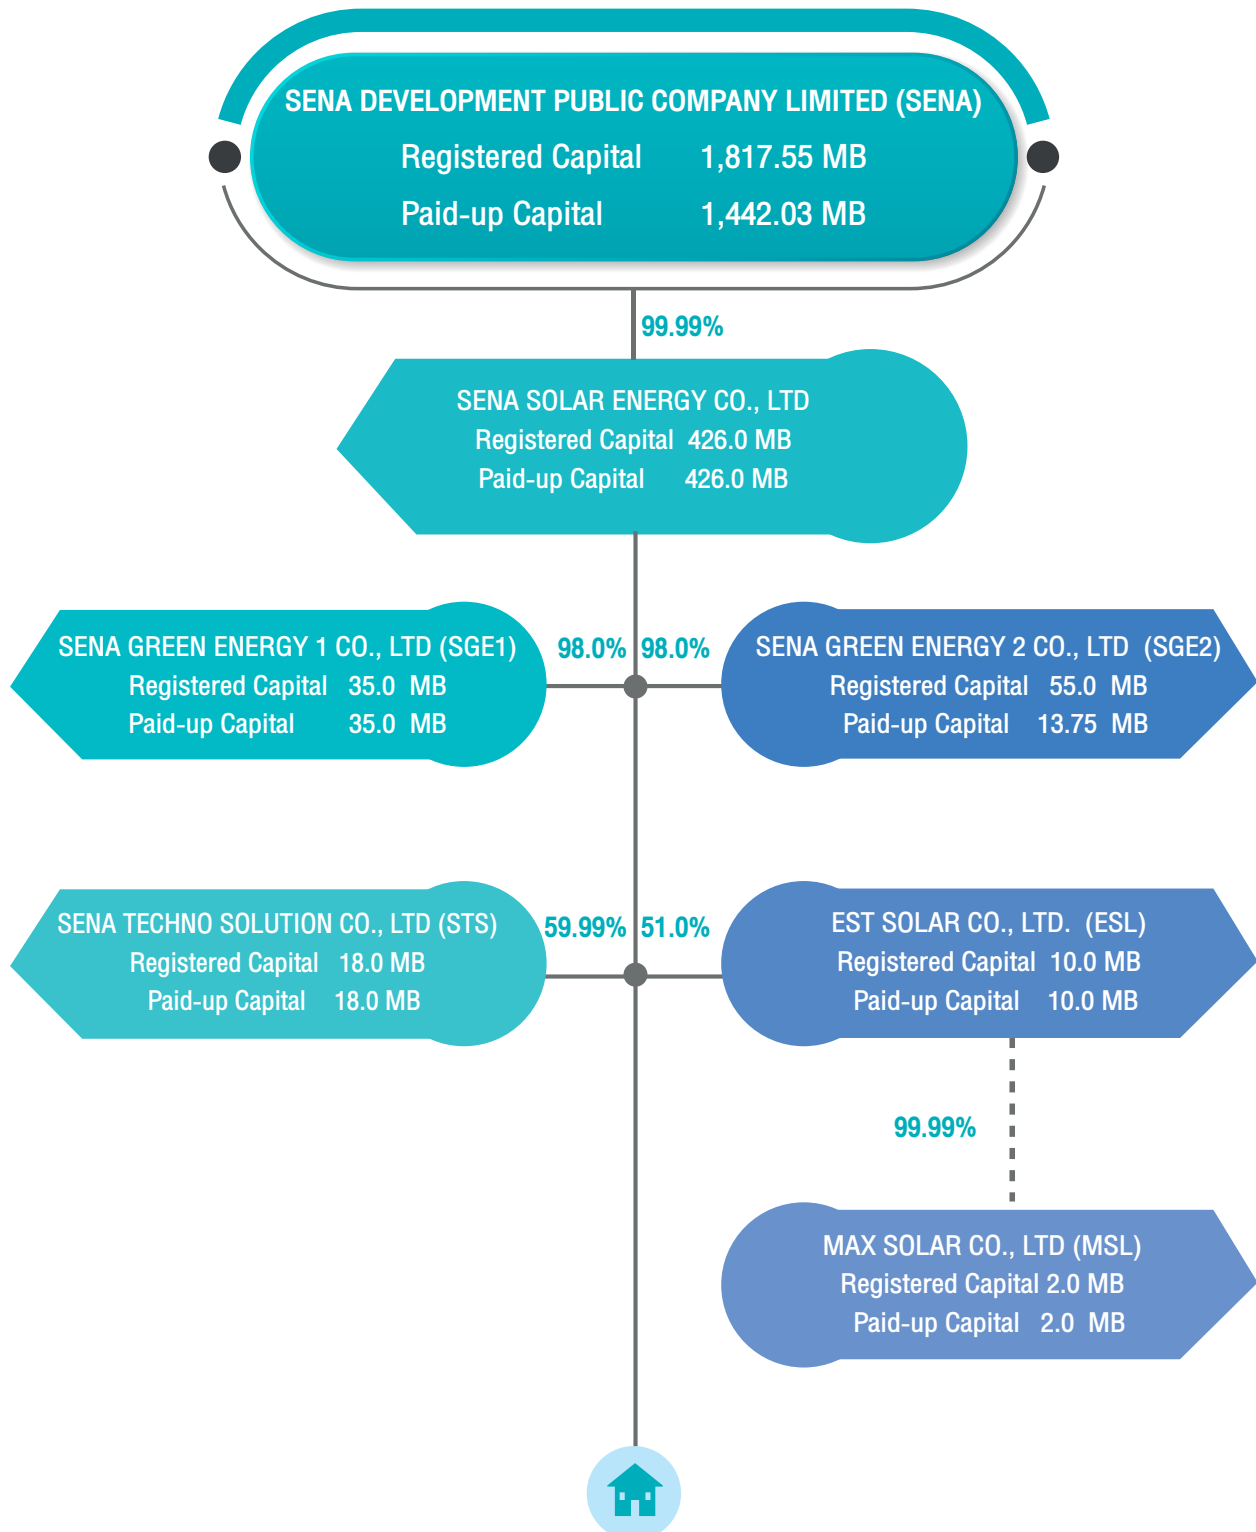 SENA DEVELOPMENT PUBLIC COMPANY LIMITED (SENA)
Registered Capital 1,817.55 MB
Paid-up Capital 1,442.03 MB
99.99%
SENA SOLAR ENERGY CO., LTD
Registered Capital 426.0 MB
Paid-up Capital 426.0 MB
SENA GREEN ENERGY 1 CO., LTD (SGE1)
Registered Capital 35.0 MB
Paid-up Capital 35.0 MB
98.0% 98.0%
SENA GREEN ENERGY 2 CO., LTD (SGE2)
Registered Capital 55.0 MB
Paid-up Capital 13.75 MB
SENA TECHNO SOLUTION CO., LTD (STS)
Registered Capital 18.0 MB
Paid-up Capital 18.0 MB
59.99% 51.0%
EST SOLAR CO., LTD. (ESL)
Registered Capital 10.0 MB
Paid-up Capital 10.0 MB
99.99%
MAX SOLAR CO., LTD (MSL)
Registered Capital 2.0 MB
Paid-up Capital 2.0 MB